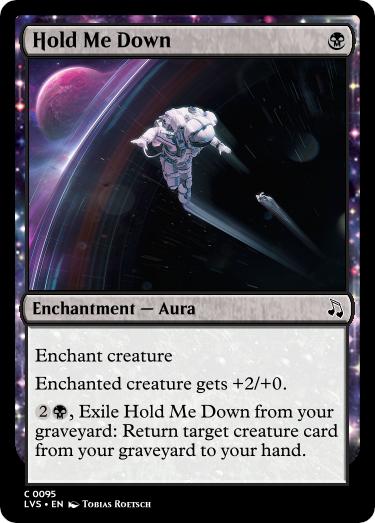 Hold Me Down
Enchantment — Aura
Enchant creature
Enchanted creature gets +2/+0.
2, Exile Hold Me Down from your
graveyard: Return target creature card
from your graveyard to your hand.
C 0095
LVS • EN Tobias Roetsch